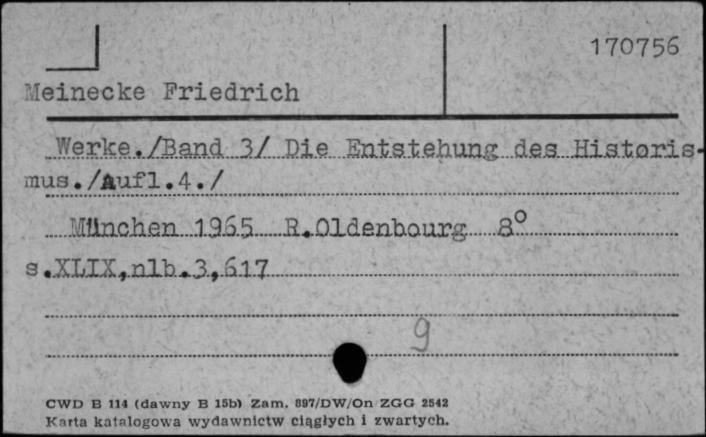 170756
Meinecke Friedrich
Werke./Band 3/ Die Entstehung des Historis-
mus./Aufl.4./
München 1965 R.Oldenbourg 8°
s.XLIX,nlb.3,617
9
CWD B 114 (dawny B 15b) Zam. 897/DW/On ZGG 2542
Karta katalogowa wydawnictw ciągłych i zwartych.